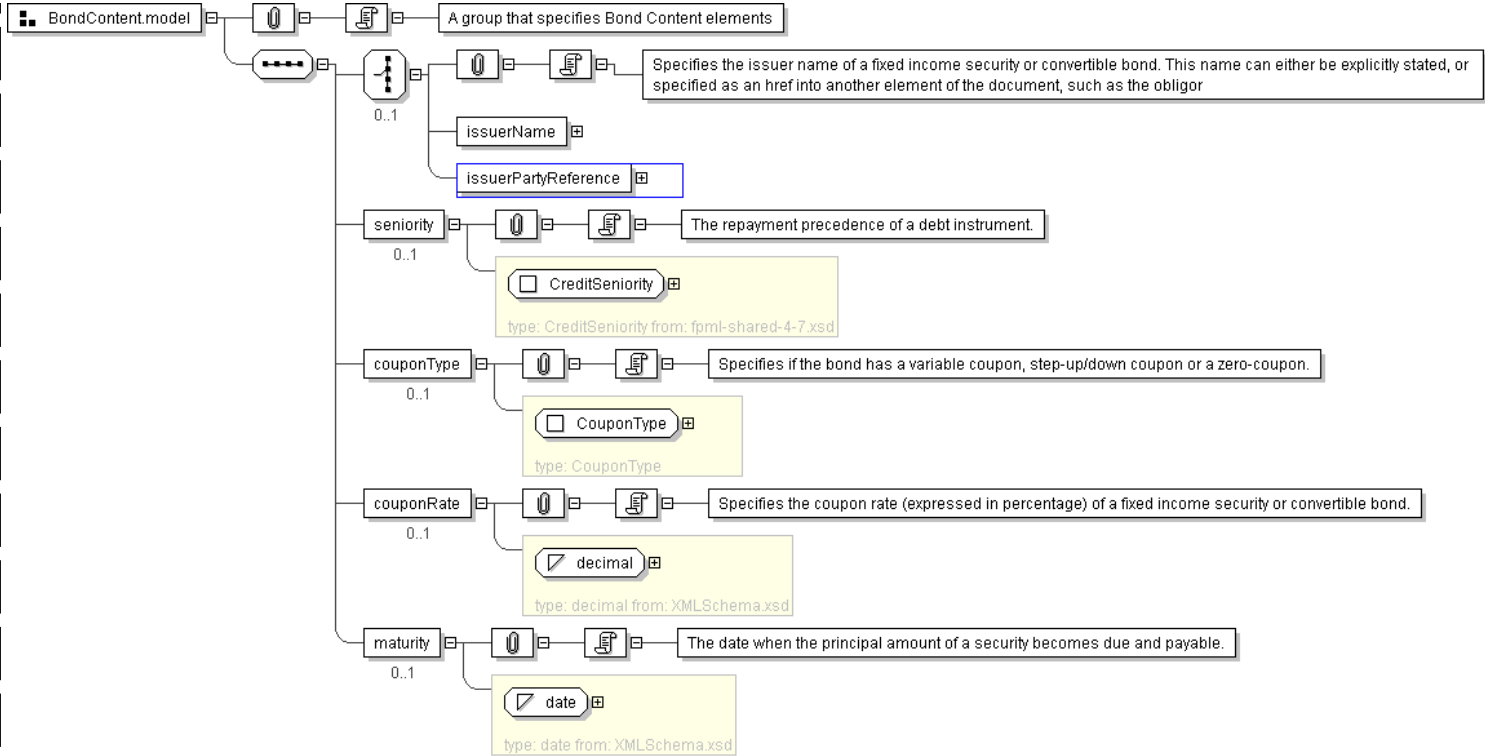 BondContent.model
A group that specifies Bond Content elements
Specifies the issuer name of a fixed income security or convertible bond. This name can either be explicitly stated, or
specified as an href into another element of the document, such as the obligor
0..1
issuerName
issuerPartyReference
seniority
The repayment precedence of a debt instrument.
0..1
CreditSeniority
type: CreditSeniority from: fpml-shared-4-7.xsd
couponType
Specifies if the bond has a variable coupon, step-up/down coupon or a zero-coupon.
0..1
CouponType
type: CouponType
couponRate
Specifies the coupon rate (expressed in percentage) of a fixed income security or convertible bond.
0..1
decimal
type: decimal from: XMLSchema.xsd
maturity
The date when the principal amount of a security becomes due and payable.
0..1
date
type: date from: XMLSchema.xsd